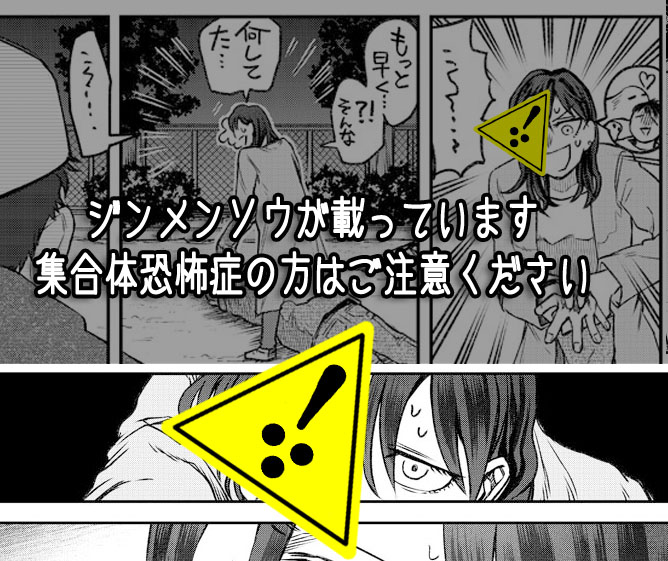 もっと
早く…
?!
そんな
何して
た…
ジンメンソウが載っています
集合体恐怖症の方はご注意ください